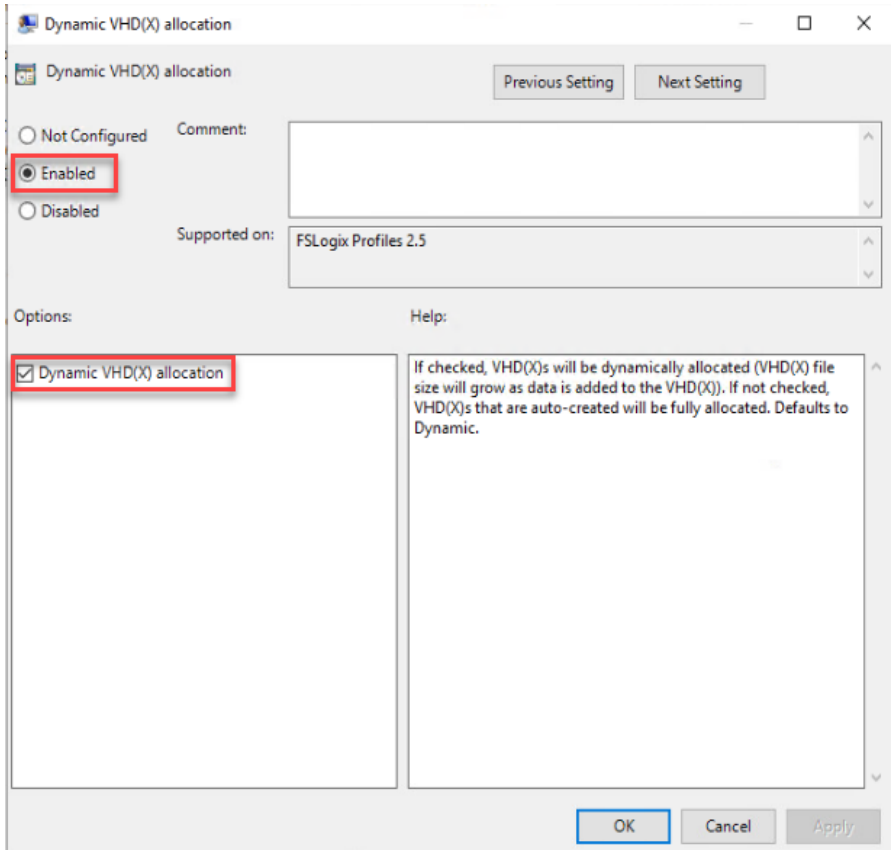 Dynamic VHD(X) allocation
Dynamic VHD(X) allocation
Previous Setting
Next Setting
Not Configured
Comment:
Enabled
Disabled
Supported on:
FSLogix Profiles 2.5
Options:
Help:
Dynamic VHD(X) allocation
If checked, VHD(X)s will be dynamically allocated (VHD(X) file
size will grow as data is added to the VHD(X)). If not checked,
VHD(X)s that are auto-created will be fully allocated. Defaults to
Dynamic.
OK
Cancel
Apply